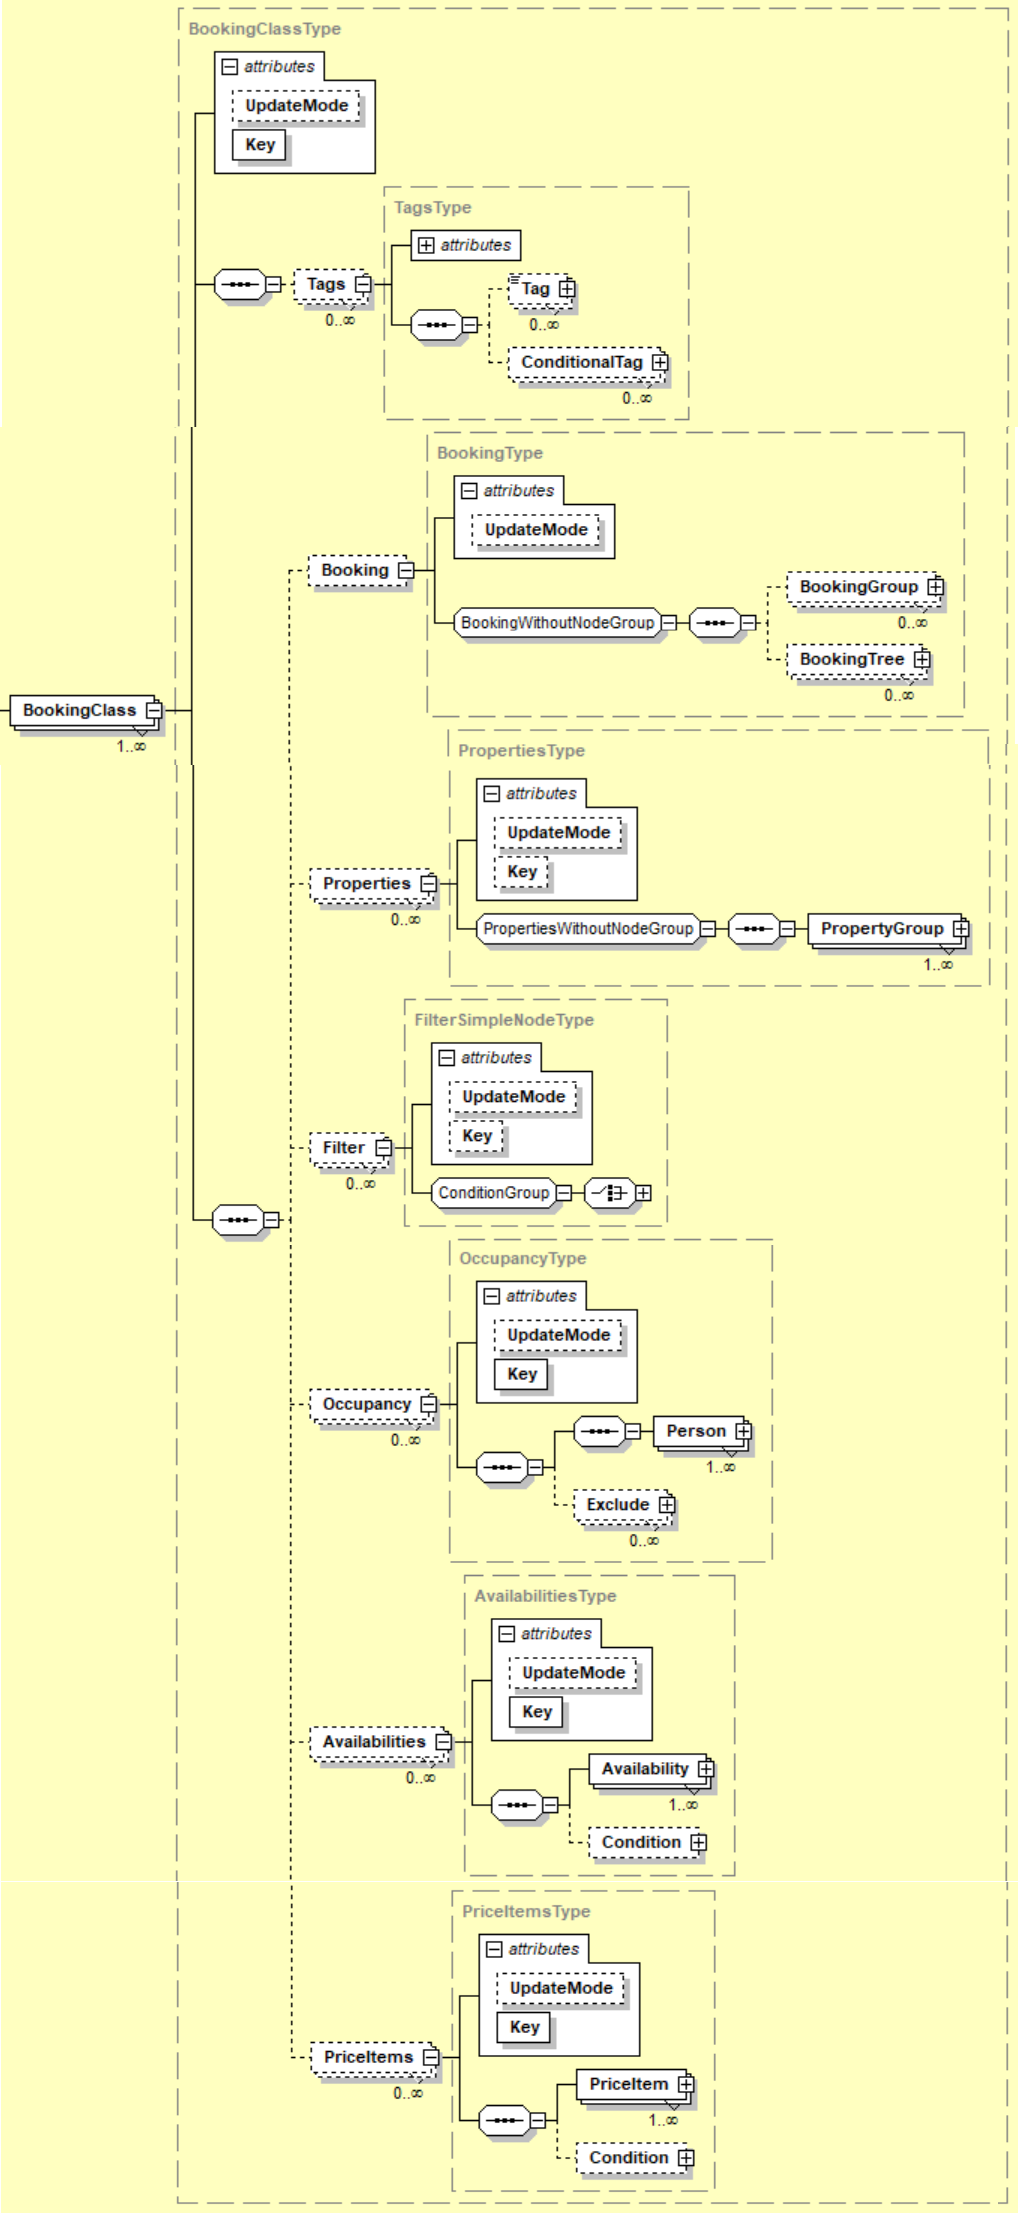 BookingClassType
attributes
UpdateMode
Key
TagsType
attributes
Tags
0..∞
Tag
0..∞
ConditionalTag
0..∞
BookingType
attributes
UpdateMode
Booking
BookingWithoutNodeGroup
BookingGroup
0..∞
BookingTree
0..∞
BookingClass
1..∞
PropertiesType
attributes
UpdateMode
Key
Properties
0..∞
PropertiesWithoutNodeGroup
PropertyGroup
1..∞
FilterSimpleNodeType
attributes
UpdateMode
Key
Filter
0..∞
ConditionGroup
OccupancyType
attributes
UpdateMode
Key
Occupancy
0..∞
Person
1..∞
Exclude
0..∞
AvailabilitiesType
attributes
UpdateMode
Key
Availabilities
0..∞
Availability
1..∞
Condition
PriceItemsType
attributes
UpdateMode
Key
PriceItems
0..∞
PriceItem
1..∞
Condition